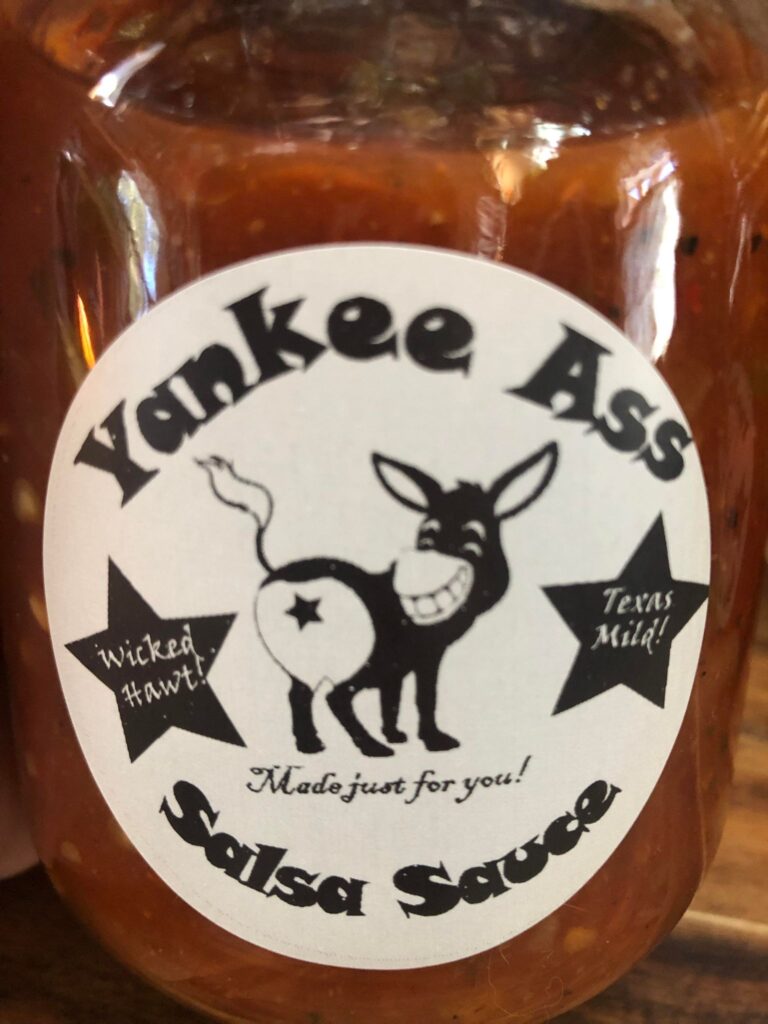 Yankee Ass
Wicked
Hawt!
Texas
Mild!
Made just for you!
Salsa Sauce